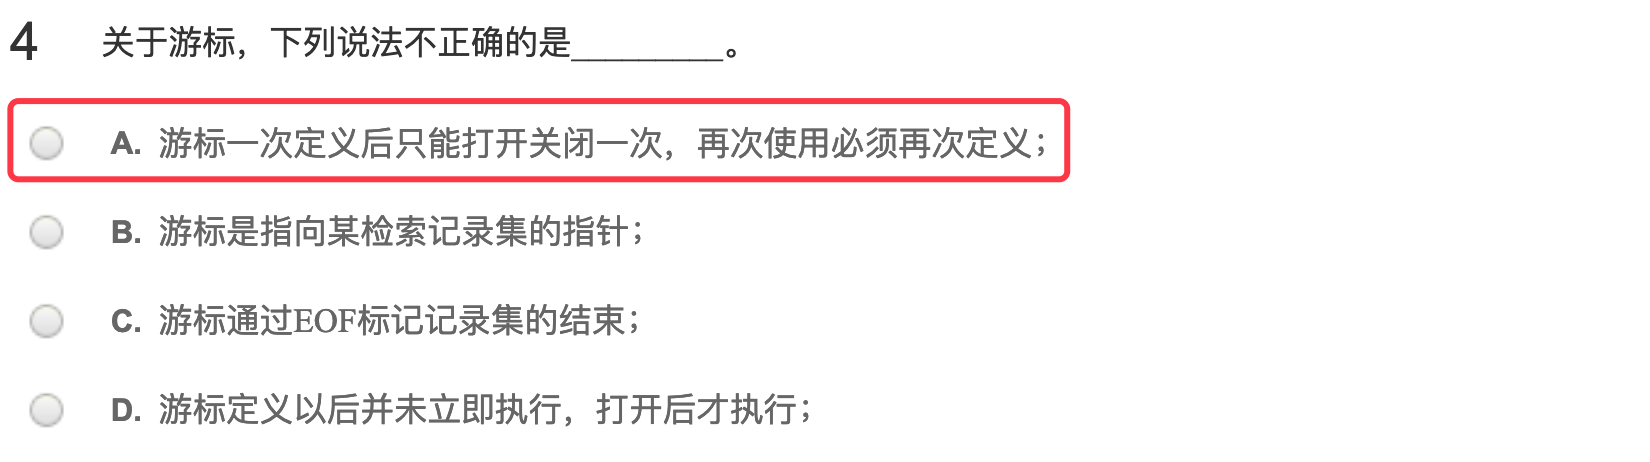 4 关于游标，下列说法不正确的是_________。
A. 游标一次定义后只能打开关闭一次，再次使用必须再次定义；
B. 游标是指向某检索记录集的指针；
C. 游标通过EOF标记记录集的结束；
D. 游标定义以后并未立即执行，打开后才执行；